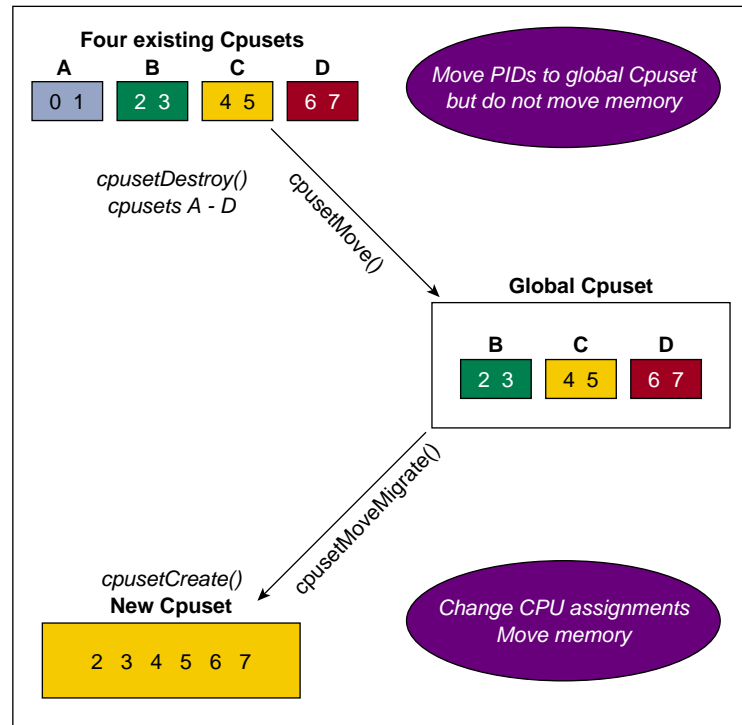 Four existing Cpusets
A B C D
0 1 2 3 4 5 6 7
Move PIDs to global Cpuset
but do not move memory
cpusetDestroy()
cpusets A - D
cpusetMove()
Global Cpuset
B C D
2 3 4 5 6 7
cpusetMoveMigrate()
cpusetCreate()
New Cpuset
2 3 4 5 6 7
Change CPU assignments
Move memory